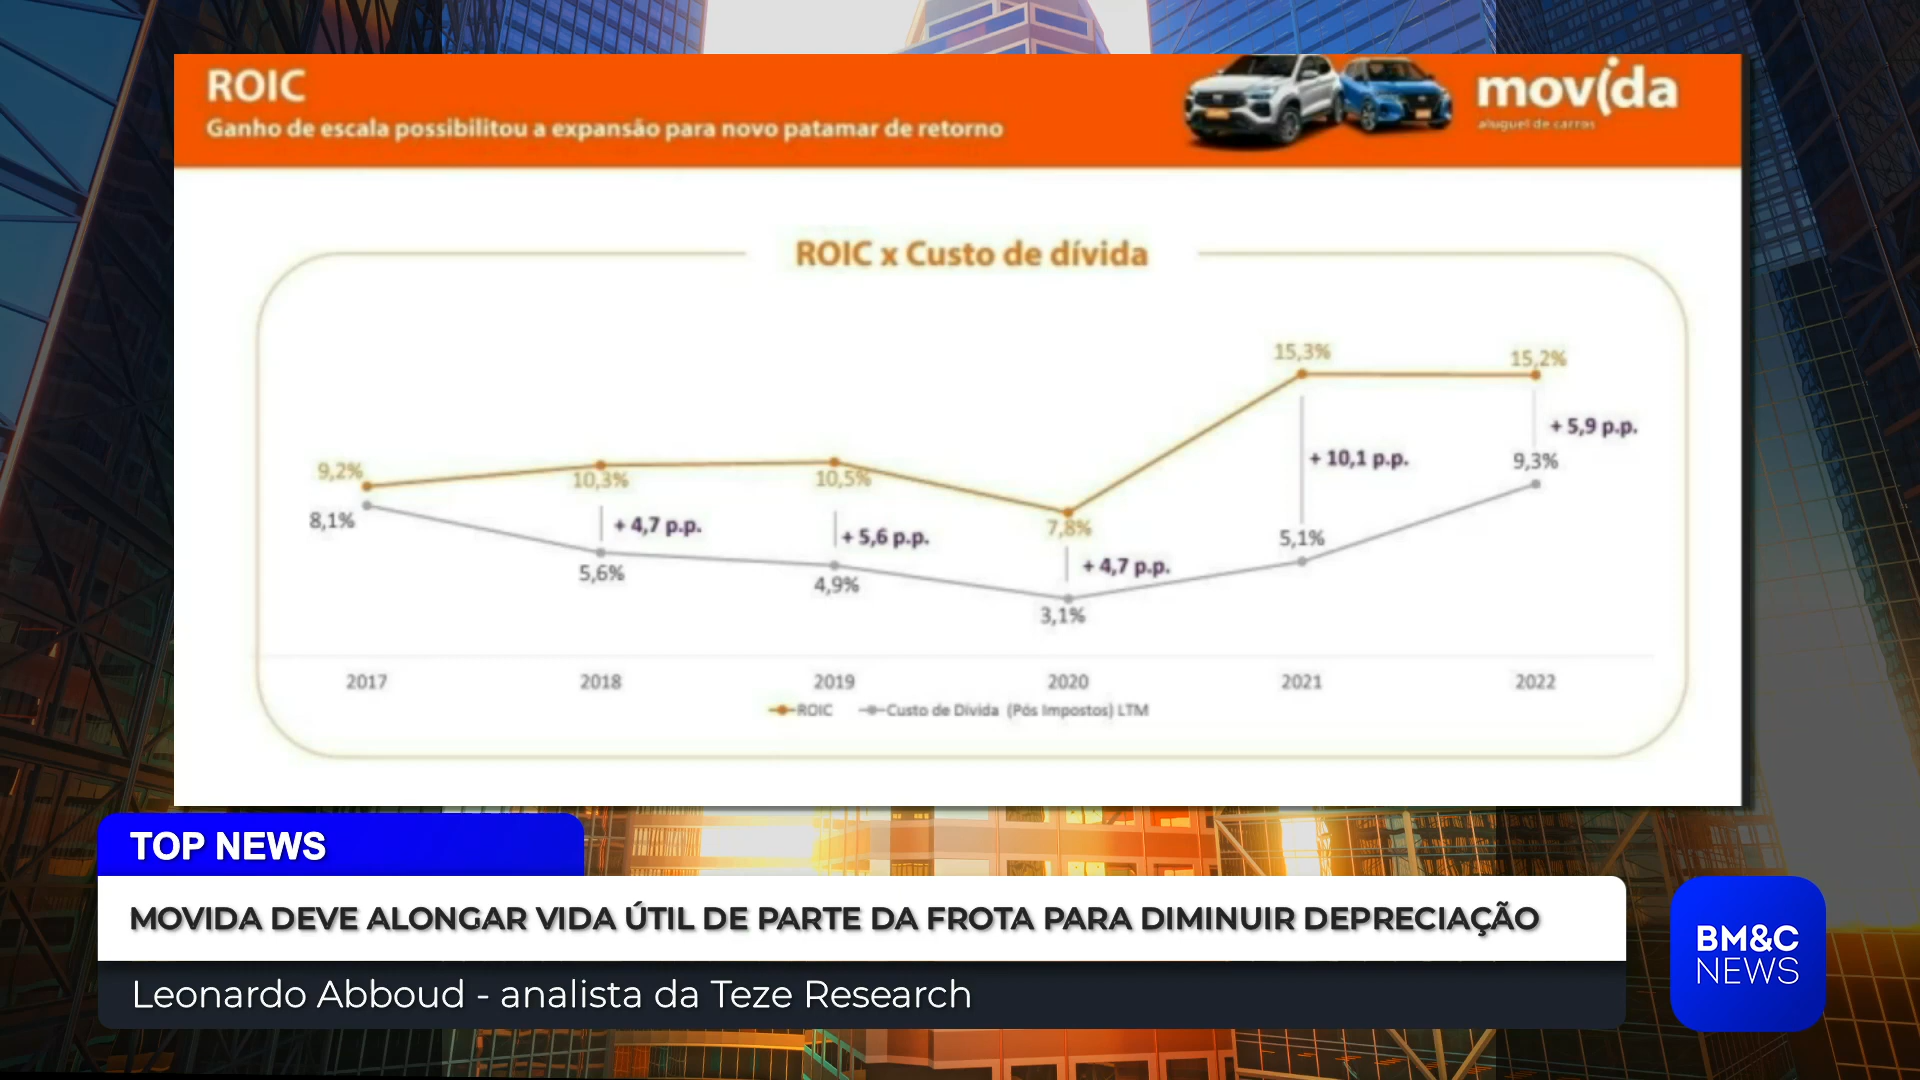 ROIC
Ganho de escala possibilitou a expansão para novo patamar de retorno
movida
aluguel de carros
ROIC x Custo de dívida
15,3%
15,2%
+ 5,9 p.p.
+ 10,1 p.p.
9,3%
9,2%
10,3%
10,5%
8,1%
+ 4,7 p.p.
+ 5,6 p.p.
7,8%
5,1%
5,6%
4,9%
+ 4,7 p.p.
3,1%
2017 2018 2019 2020 2021 2022
ROIC Custo de Dívida (Pós Impostos) LTM
TOP NEWS
MOVIDA DEVE ALONGAR VIDA ÚTIL DE PARTE DA FROTA PARA DIMINUIR DEPRECIAÇÃO
Leonardo Abboud - analista da Teze Research
BM&C
NEWS